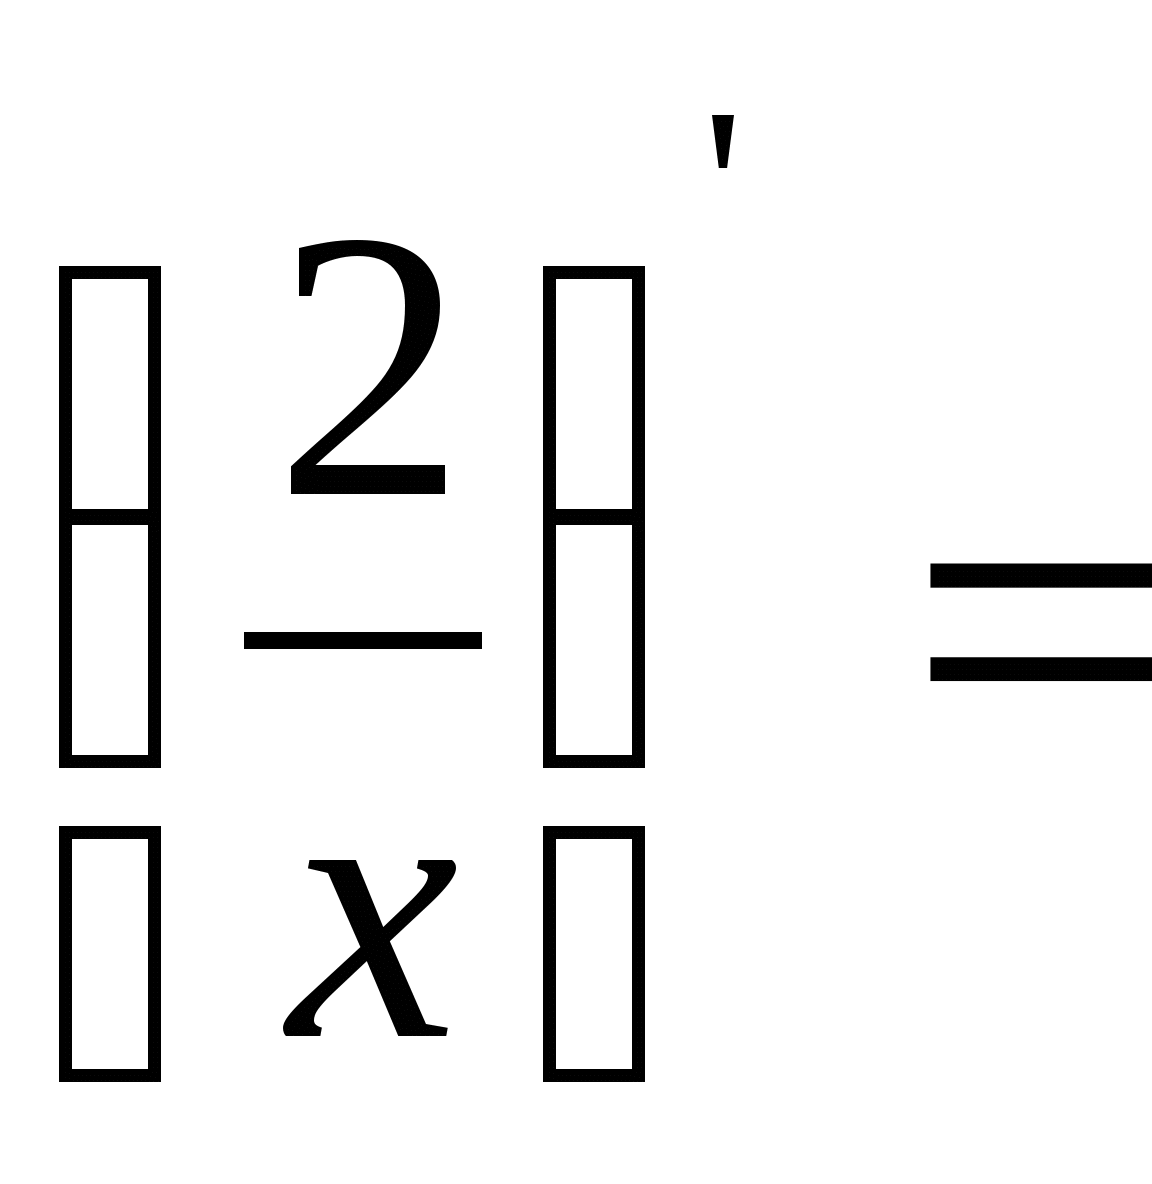 (2/x)' =